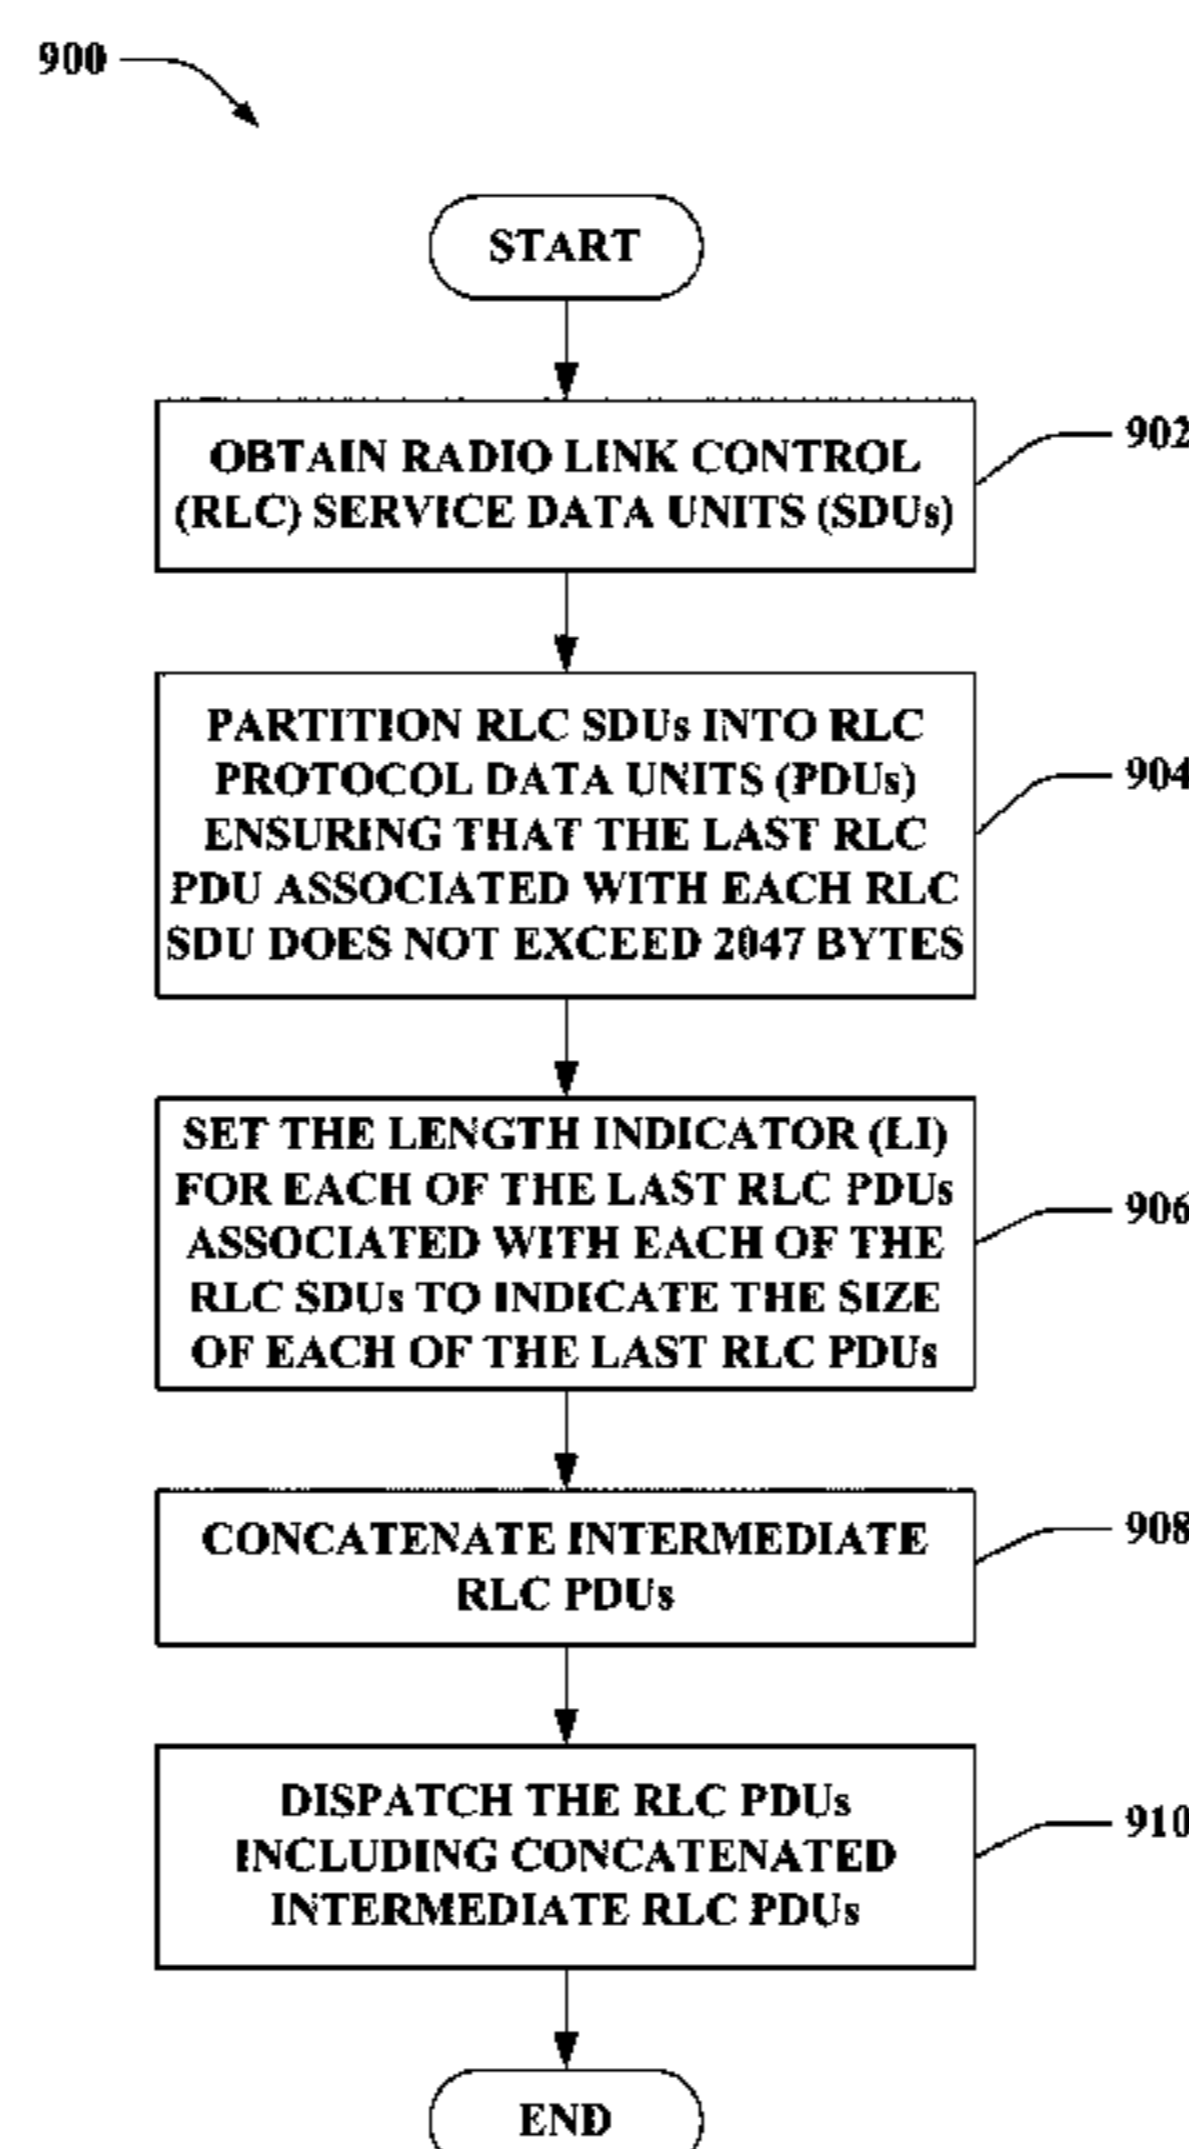 900
START
OBTAIN RADIO LINK CONTROL
(RLC) SERVICE DATA UNITS (SDUs)
902
PARTITION RLC SDUs INTO RLC
PROTOCOL DATA UNITS (PDUs)
ENSURING THAT THE LAST RLC
PDU ASSOCIATED WITH EACH RLC
SDU DOES NOT EXCEED 2047 BYTES
904
SET THE LENGTH INDICATOR (LI)
FOR EACH OF THE LAST RLC PDUs
ASSOCIATED WITH EACH OF THE
RLC SDUs TO INDICATE THE SIZE
OF EACH OF THE LAST RLC PDUs
906
CONCATENATE INTERMEDIATE
RLC PDUs
908
DISPATCH THE RLC PDUs
INCLUDING CONCATENATED
INTERMEDIATE RLC PDUs
910
END